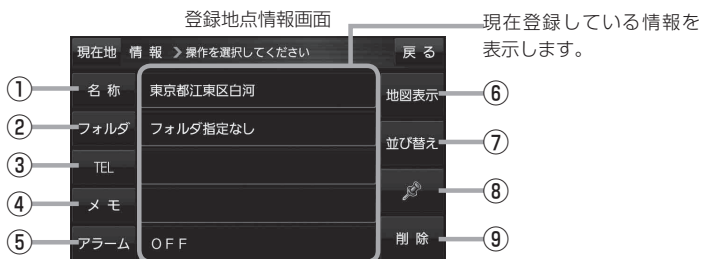 登録地点情報画面
現在登録している情報を
表示します。
現在地 情 報 ＞操作を選択してください 戻 る
① 名 称 東京都江東区白河 地図表示 ⑥
② フォルダ フォルダ指定なし 並び替え ⑦
③ TEL ⑧
④ メ モ
⑤ アラーム ＯＦＦ 削 除 ⑨